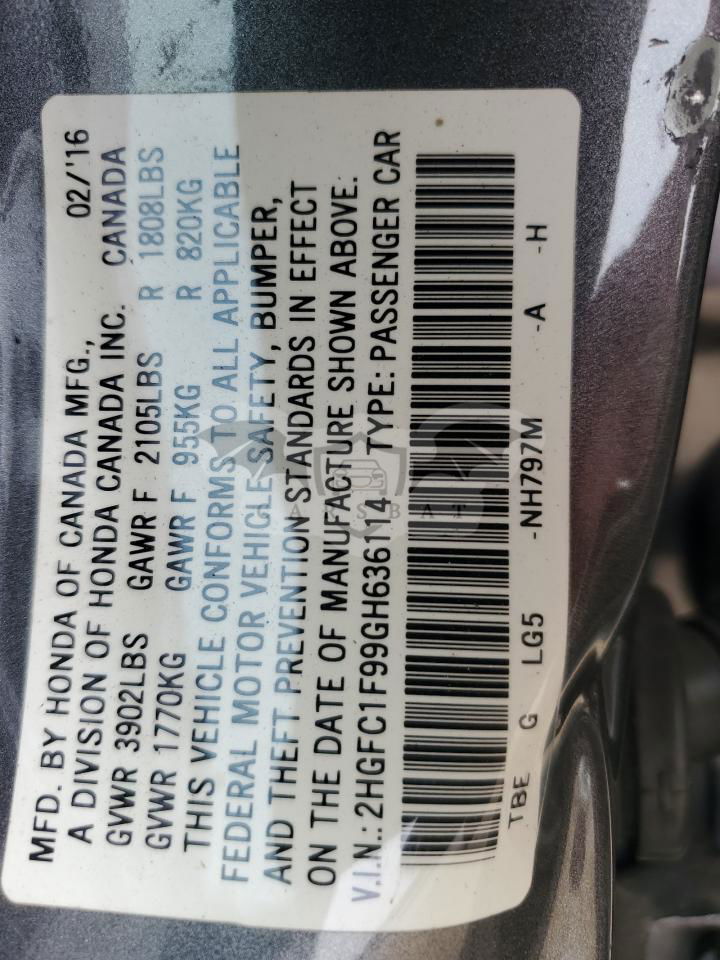 MFD. BY HONDA OF CANADA MFG., 02/'16
A DIVISION OF HONDA CANADA INC. CANADA
GVWR 3902LBS GAWR F 2105LBS R 1808LBS
GVWR 1770KG GAWR F 955KG R 820KG
THIS VEHICLE CONFORMS TO ALL APPLICABLE
FEDERAL MOTOR VEHICLE SAFETY, BUMPER,
AND THEFT PREVENTION STANDARDS IN EFFECT
ON THE DATE OF MANUFACTURE SHOWN ABOVE.
V.I.N.: 2HGFC1F99GH636114 TYPE: PASSENGER CAR
TBE G LG5 -NH797M -A -H
CARSBAT